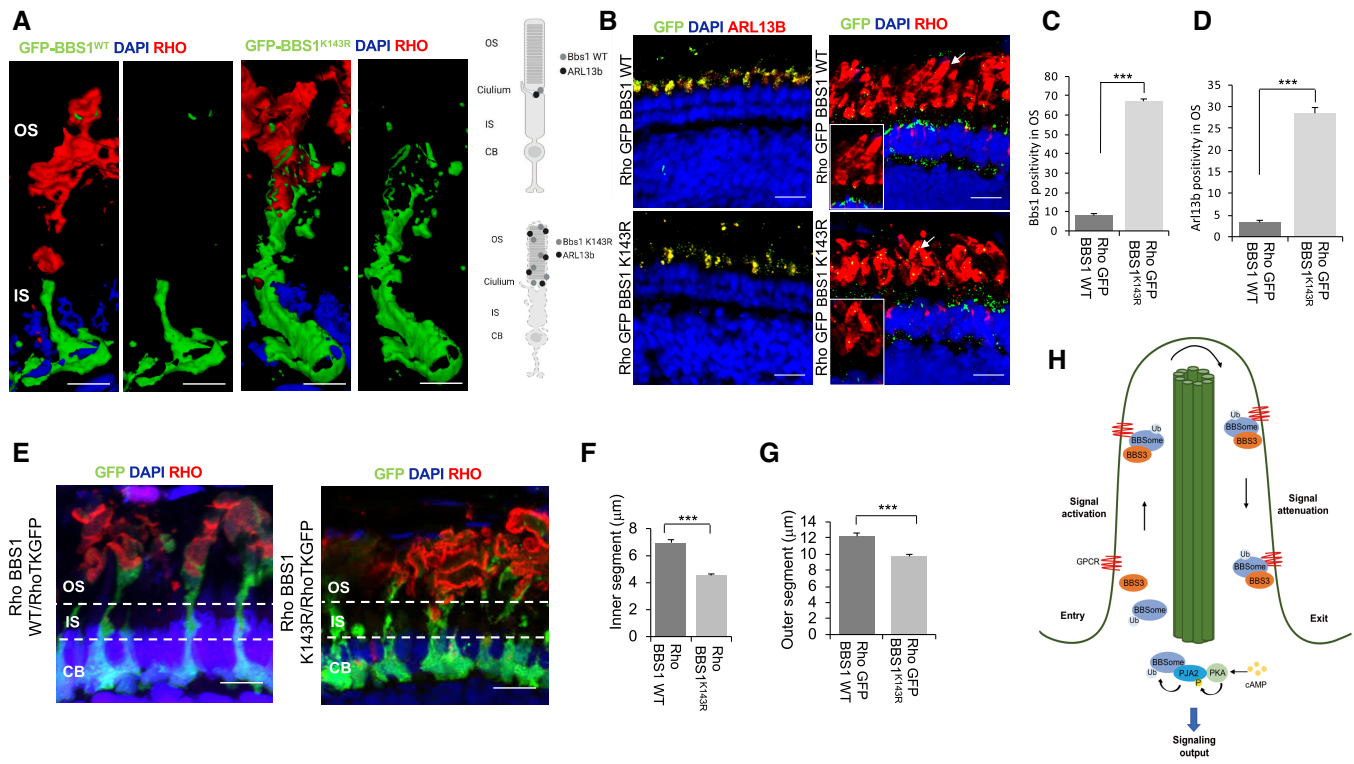 A
GFP-BBS1WT DAPI RHO
GFP-BBS1K143R DAPI RHO
OS
IS
OS
Ciulium
IS
CB
Bbs1 WT
ARL13b
OS
Ciulium
IS
CB
Bbs1 K143R
ARL13b
B
GFP DAPI ARL13B
GFP DAPI RHO
Rho GFP BBS1 WT
Rho GFP BBS1 WT
Rho GFP BBS1 K143R
Rho GFP BBS1 K143R
C
Bbs1 positivity in OS
80
70
60
50
40
30
20
10
0
***
Rho GFP
BBS1 WT
Rho GFP
BBS1K143R
D
Arl13b positivity in OS
35
30
25
20
15
10
5
0
***
Rho GFP
BBS1 WT
Rho GFP
BBS1K143R
E
GFP DAPI RHO
GFP DAPI RHO
Rho BBS1
WT/RhoTKGFP
OS
IS
CB
Rho BBS1
K143R/RhoTKGFP
OS
IS
CB
F
Inner segment (μm)
8
6
4
2
0
***
Rho
BBS1 WT
Rho
BBS1K143R
G
Outer segment (μm)
14
12
10
8
6
4
2
0
***
Rho GFP
BBS1 WT
Rho GFP
BBS1K143R
H
Ub
BBSome
BBS3
Ub
BBSome
BBS3
Signal
activation
Signal
attenuation
GPCR
BBS3
BBSome
Ub
Ub
BBSome
BBS3
Entry
Exit
BBSome
Ub
PJA2
P
PKA
cAMP
Signaling
output